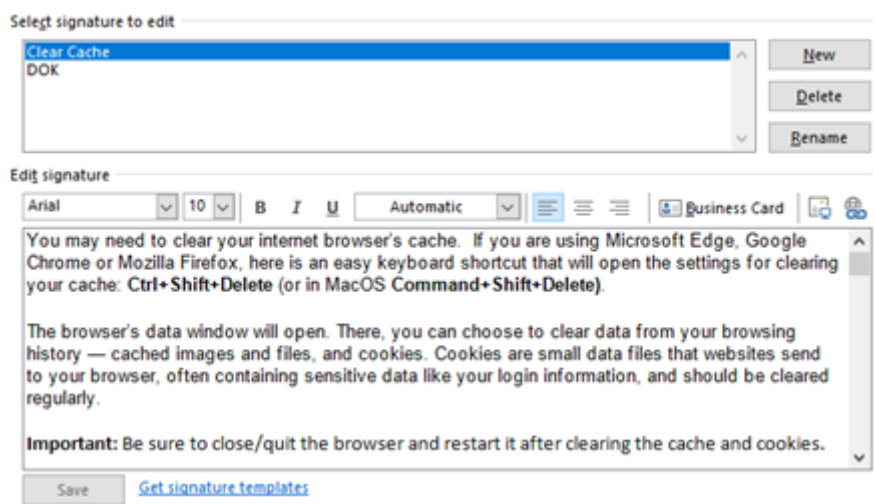 Select signature to edit
Clear Cache
DOK
New
Delete
Rename
Edit signature
Arial 10 B I U Automatic Business Card
You may need to clear your internet browser's cache.  If you are using Microsoft Edge, Google
Chrome or Mozilla Firefox, here is an easy keyboard shortcut that will open the settings for clearing
your cache: Ctrl+Shift+Delete (or in MacOS Command+Shift+Delete).
The browser's data window will open. There, you can choose to clear data from your browsing
history — cached images and files, and cookies. Cookies are small data files that websites send
to your browser, often containing sensitive data like your login information, and should be cleared
regularly.
Important: Be sure to close/quit the browser and restart it after clearing the cache and cookies.
Save Get signature templates